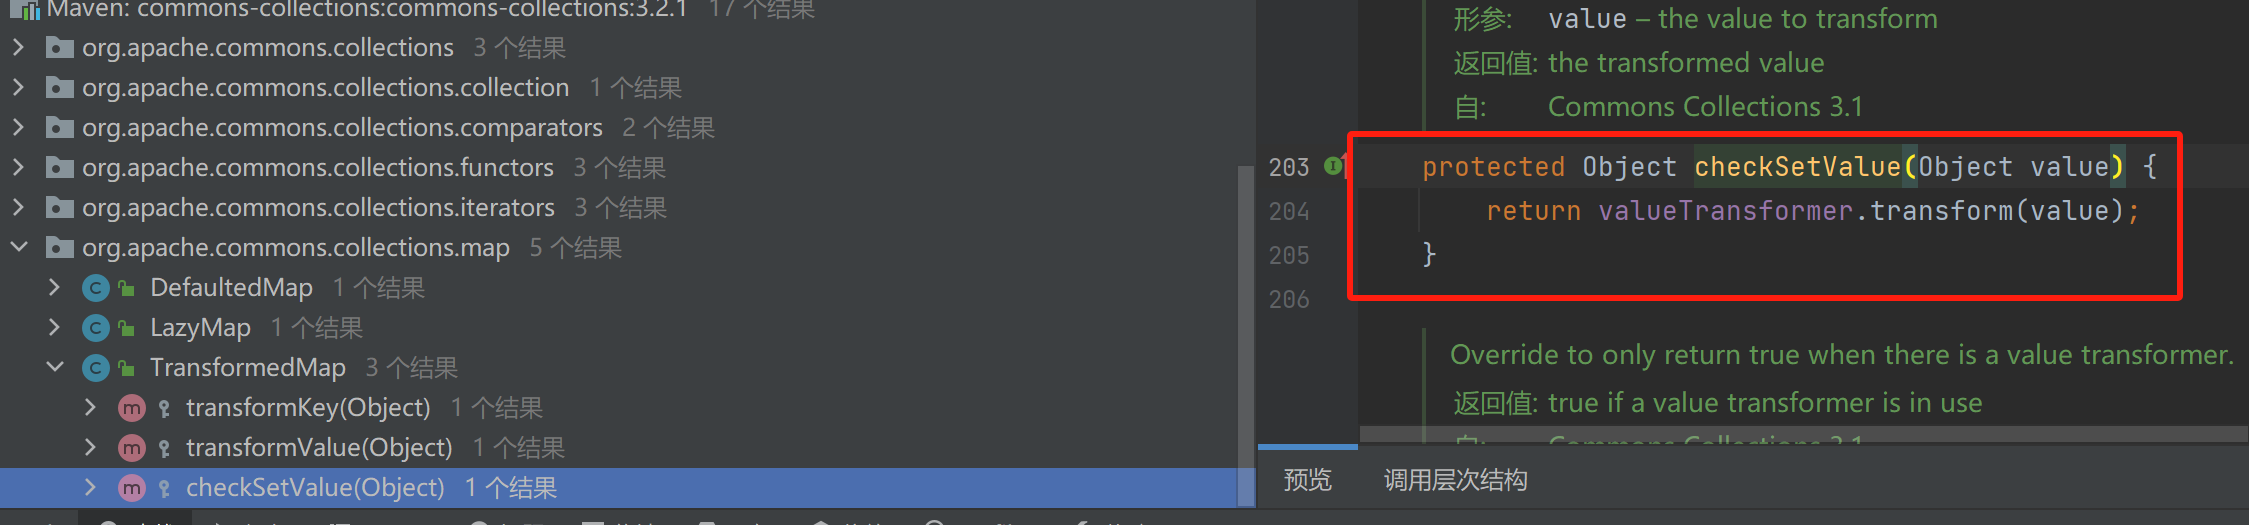 Maven: commons-collections:commons-collections:3.2.1 17 个结果
org.apache.commons.collections 3 个结果
org.apache.commons.collections.collection 1 个结果
org.apache.commons.collections.comparators 2 个结果
org.apache.commons.collections.functors 3 个结果
org.apache.commons.collections.iterators 3 个结果
org.apache.commons.collections.map 5 个结果
DefaultedMap 1 个结果
LazyMap 1 个结果
TransformedMap 3 个结果
transformKey(Object) 1 个结果
transformValue(Object) 1 个结果
checkSetValue(Object) 1 个结果
形参: value – the value to transform
返回值: the transformed value
自: Commons Collections 3.1
203 protected Object checkSetValue(Object value) {
204 return valueTransformer.transform(value);
205 }
206
Override to only return true when there is a value transformer.
返回值: true if a value transformer is in use
自: Commons Collections 3.1
预览 调用层次结构